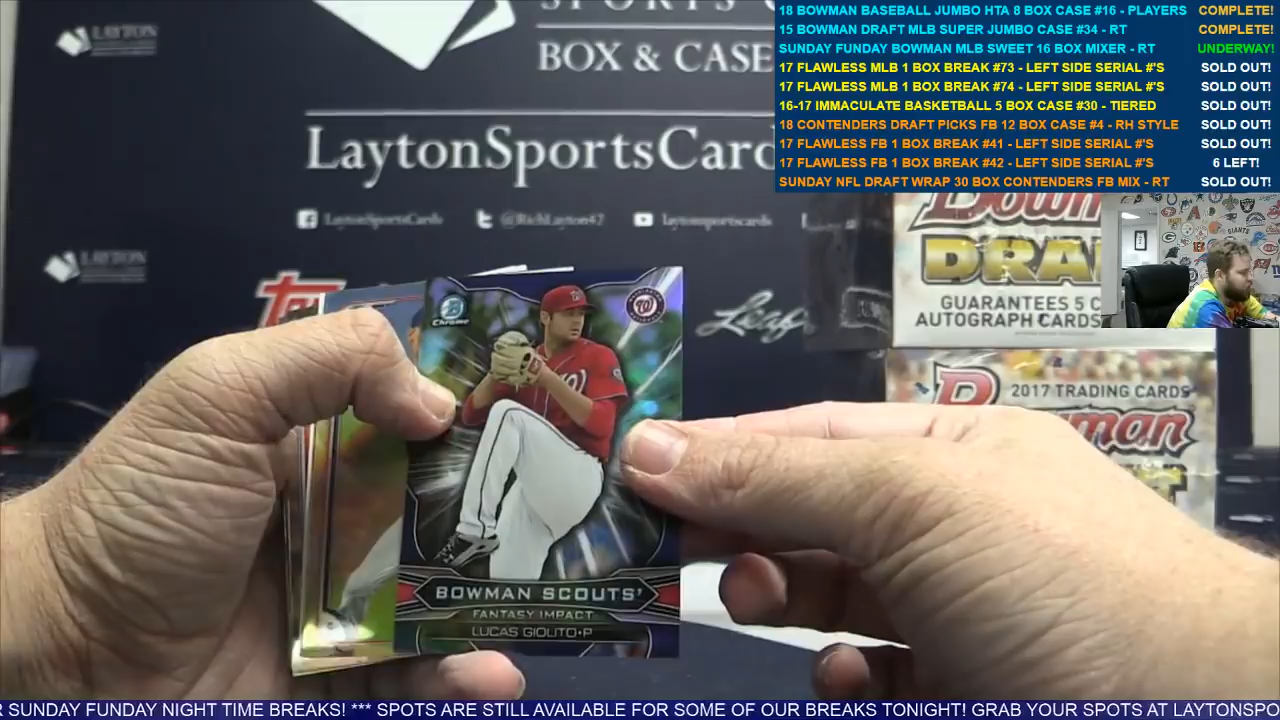 18 BOWMAN BASEBALL JUMBO HTA 8 BOX CASE #16 - PLAYERS COMPLETE!
15 BOWMAN DRAFT MLB SUPER JUMBO CASE #34 - RT COMPLETE!
SUNDAY FUNDAY BOWMAN MLB SWEET 16 BOX MIXER - RT UNDERWAY!
17 FLAWLESS MLB 1 BOX BREAK #73 - LEFT SIDE SERIAL #'S SOLD OUT!
17 FLAWLESS MLB 1 BOX BREAK #74 - LEFT SIDE SERIAL #'S SOLD OUT!
16-17 IMMACULATE BASKETBALL 5 BOX CASE #30 - TIERED SOLD OUT!
18 CONTENDERS DRAFT PICKS FB 12 BOX CASE #4 - RH STYLE SOLD OUT!
17 FLAWLESS FB 1 BOX BREAK #41 - LEFT SIDE SERIAL #'S SOLD OUT!
17 FLAWLESS FB 1 BOX BREAK #42 - LEFT SIDE SERIAL #'S 6 LEFT!
SUNDAY NFL DRAFT WRAP 30 BOX CONTENDERS FB MIX - RT SOLD OUT!
LAYTON
BOX & CASE
LaytonSportsCard
LaytonSportsCards
@RichLayton42
laytonsportscards
LAYTON
Leaf
Bowm
DRA
GUARANTEES 5 C
AUTOGRAPH CARDS
2017 TRADING CARDS
man
Chrome
W
BOWMAN SCOUTS'
FANTASY IMPACT
LUCAS GIOLITO•P
R SUNDAY FUNDAY NIGHT TIME BREAKS! *** SPOTS ARE STILL AVAILABLE FOR SOME OF OUR BREAKS TONIGHT! GRAB YOUR SPOTS AT LAYTONSPO